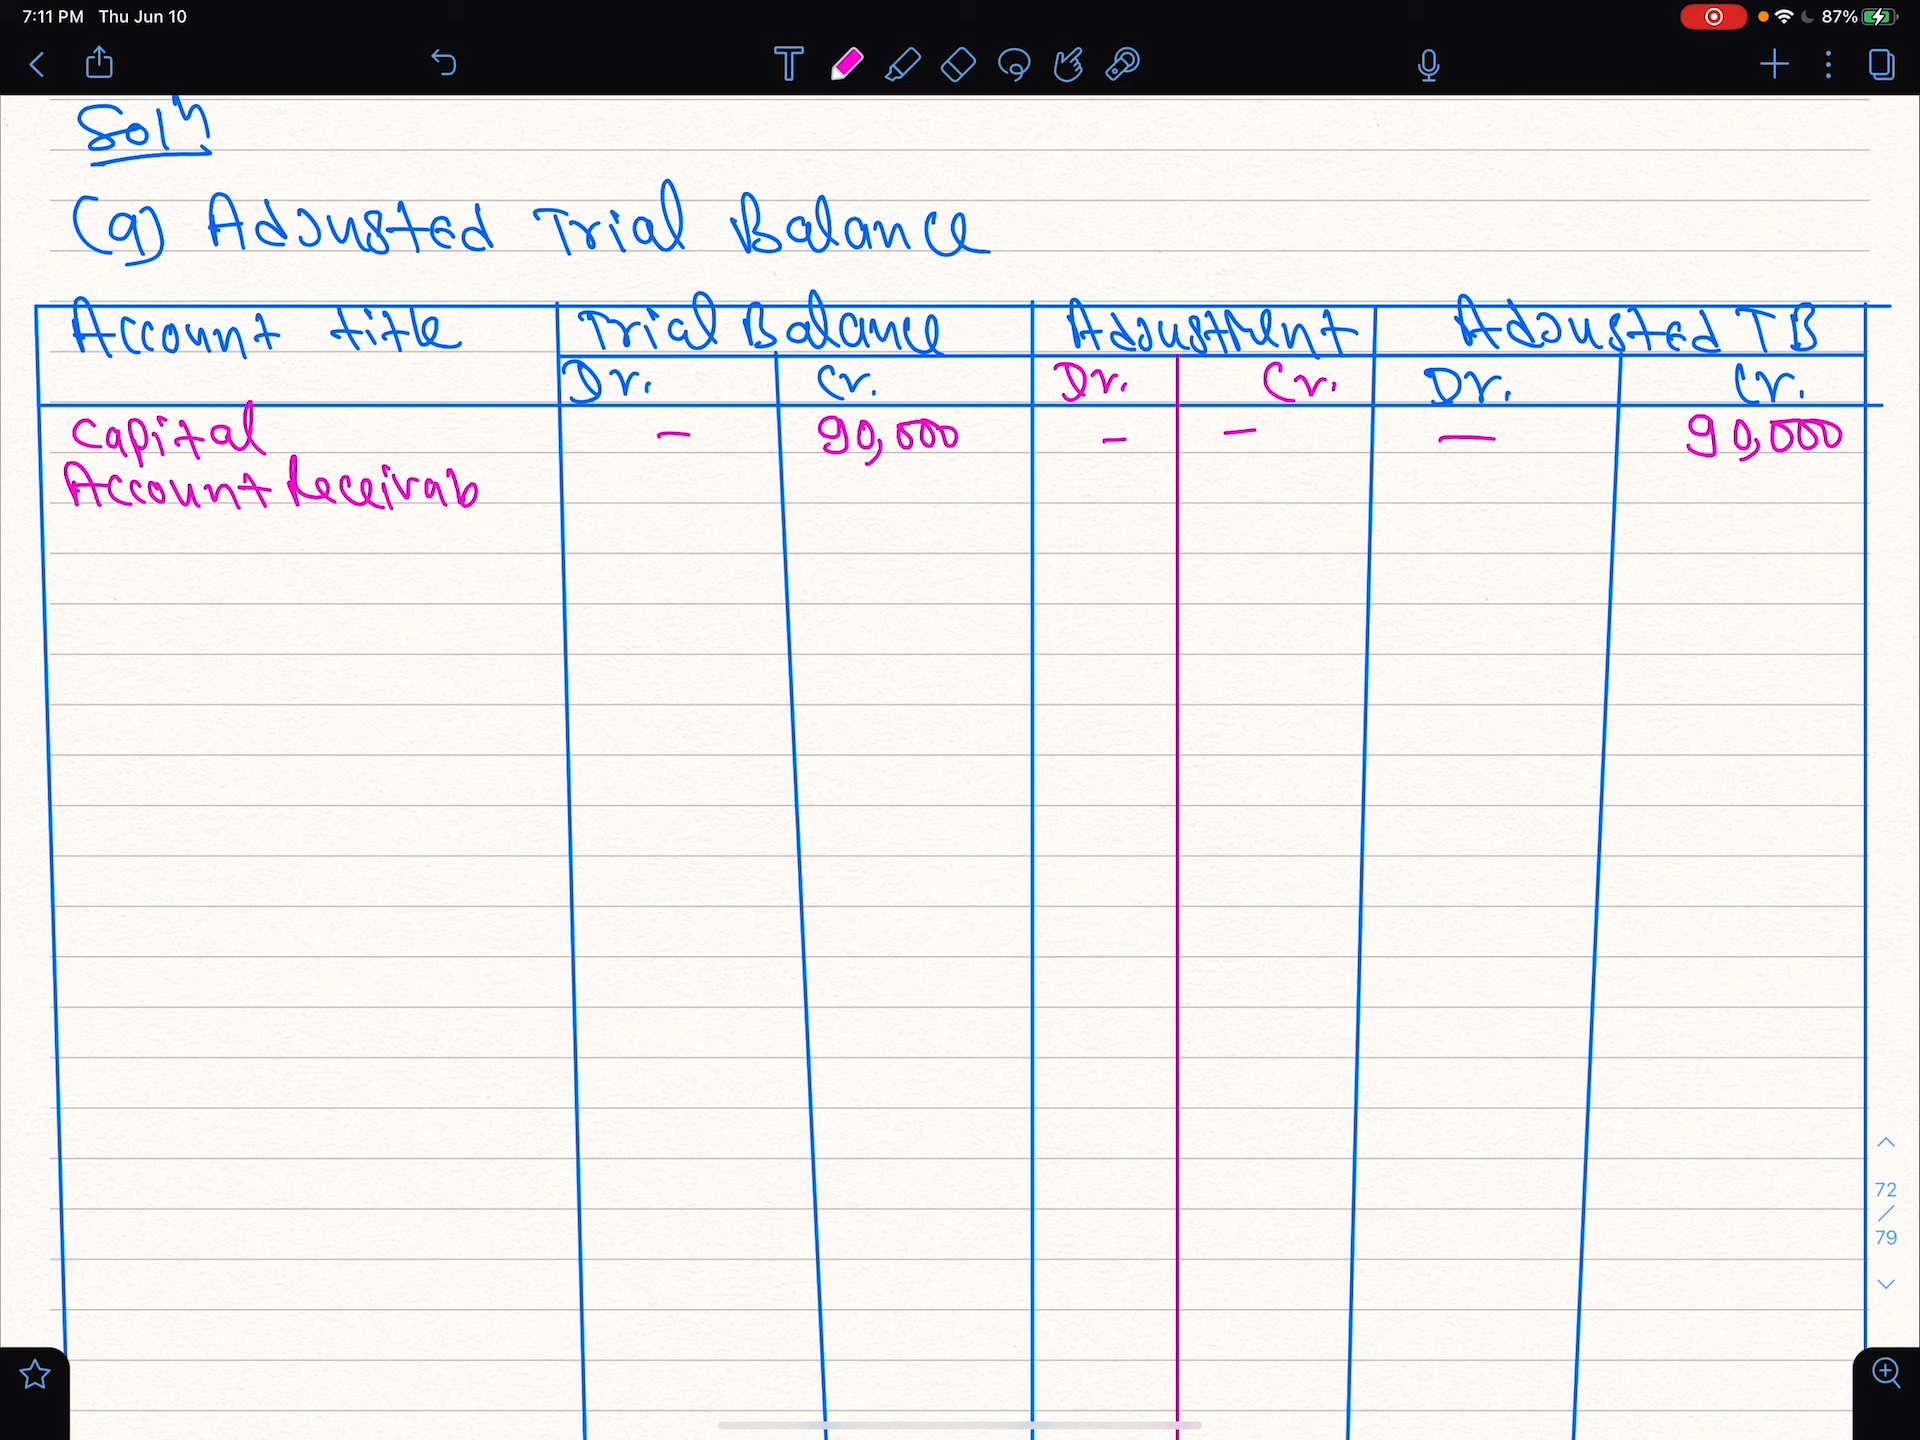 7:11 PM Thu Jun 10
87%
Solⁿ
(a) Adjusted Trial Balance
Account title Trial Balance Adjustment Adjusted TB
Dr. Cr. Dr. Cr. Dr. Cr.
Capital - 90,000 - - - 90,000
Account Receivab
72
/
79